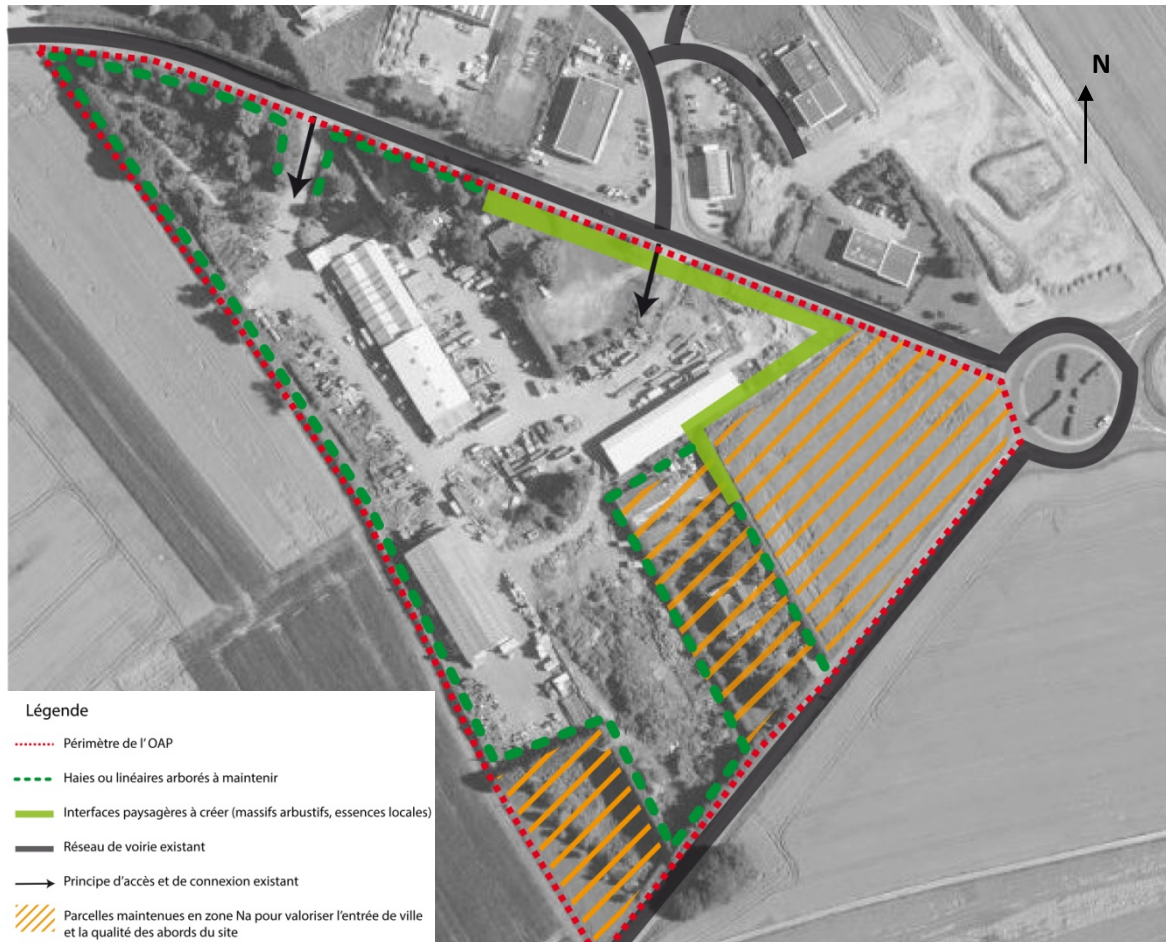 N
Légende
Périmètre de l'OAP
Haies ou linéaires arborés à maintenir
Interfaces paysagères à créer (massifs arbustifs, essences locales)
Réseau de voirie existant
Principe d'accès et de connexion existant
Parcelles maintenues en zone Na pour valoriser l'entrée de ville
et la qualité des abords du site